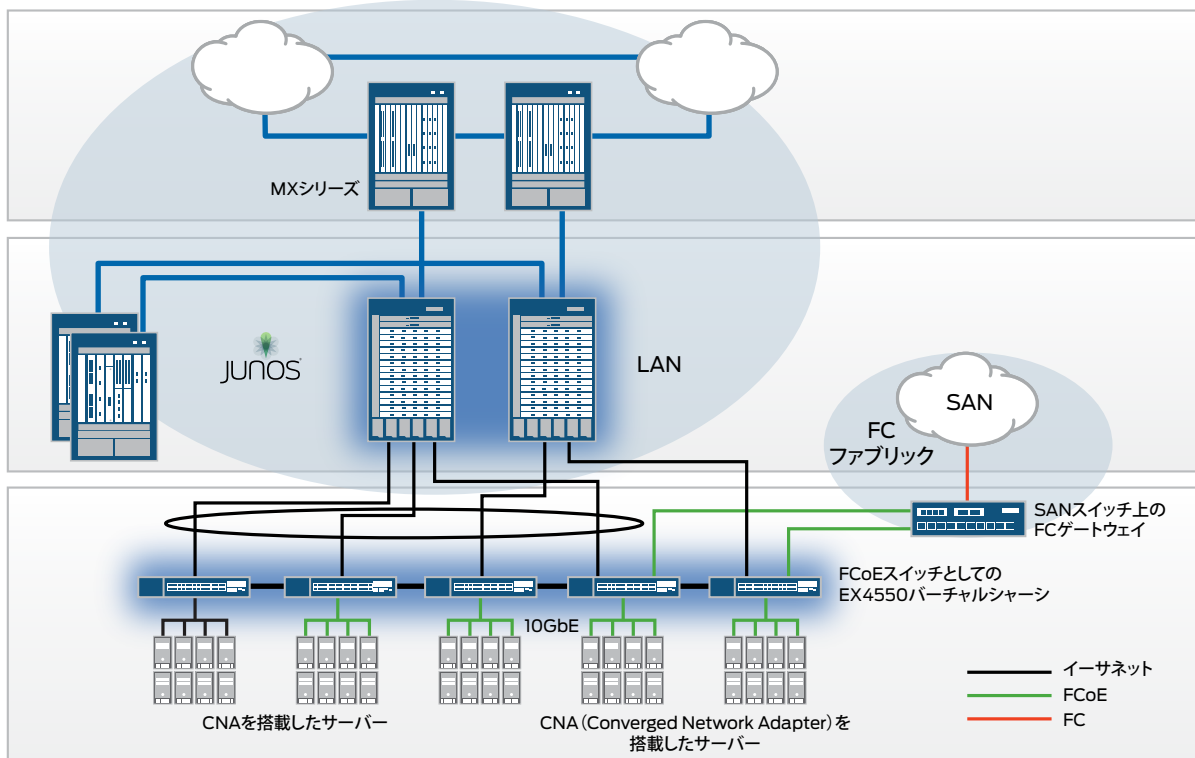 MXシリーズ
JUNOS
LAN
SAN
FC
ファブリック
SANスイッチ上の
FCゲートウェイ
FCoEスイッチとしての
EX4550バーチャルシャーシ
10GbE
CNAを搭載したサーバー
CNA（Converged Network Adapter）を
搭載したサーバー
イーサネット
FCoE
FC